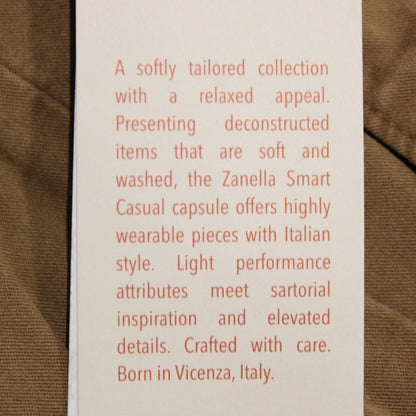 A softly tailored collection
with a relaxed appeal.
Presenting deconstructed
items that are soft and
washed, the Zanella Smart
Casual capsule offers highly
wearable pieces with Italian
style. Light performance
attributes meet sartorial
inspiration and elevated
details. Crafted with care.
Born in Vicenza, Italy.